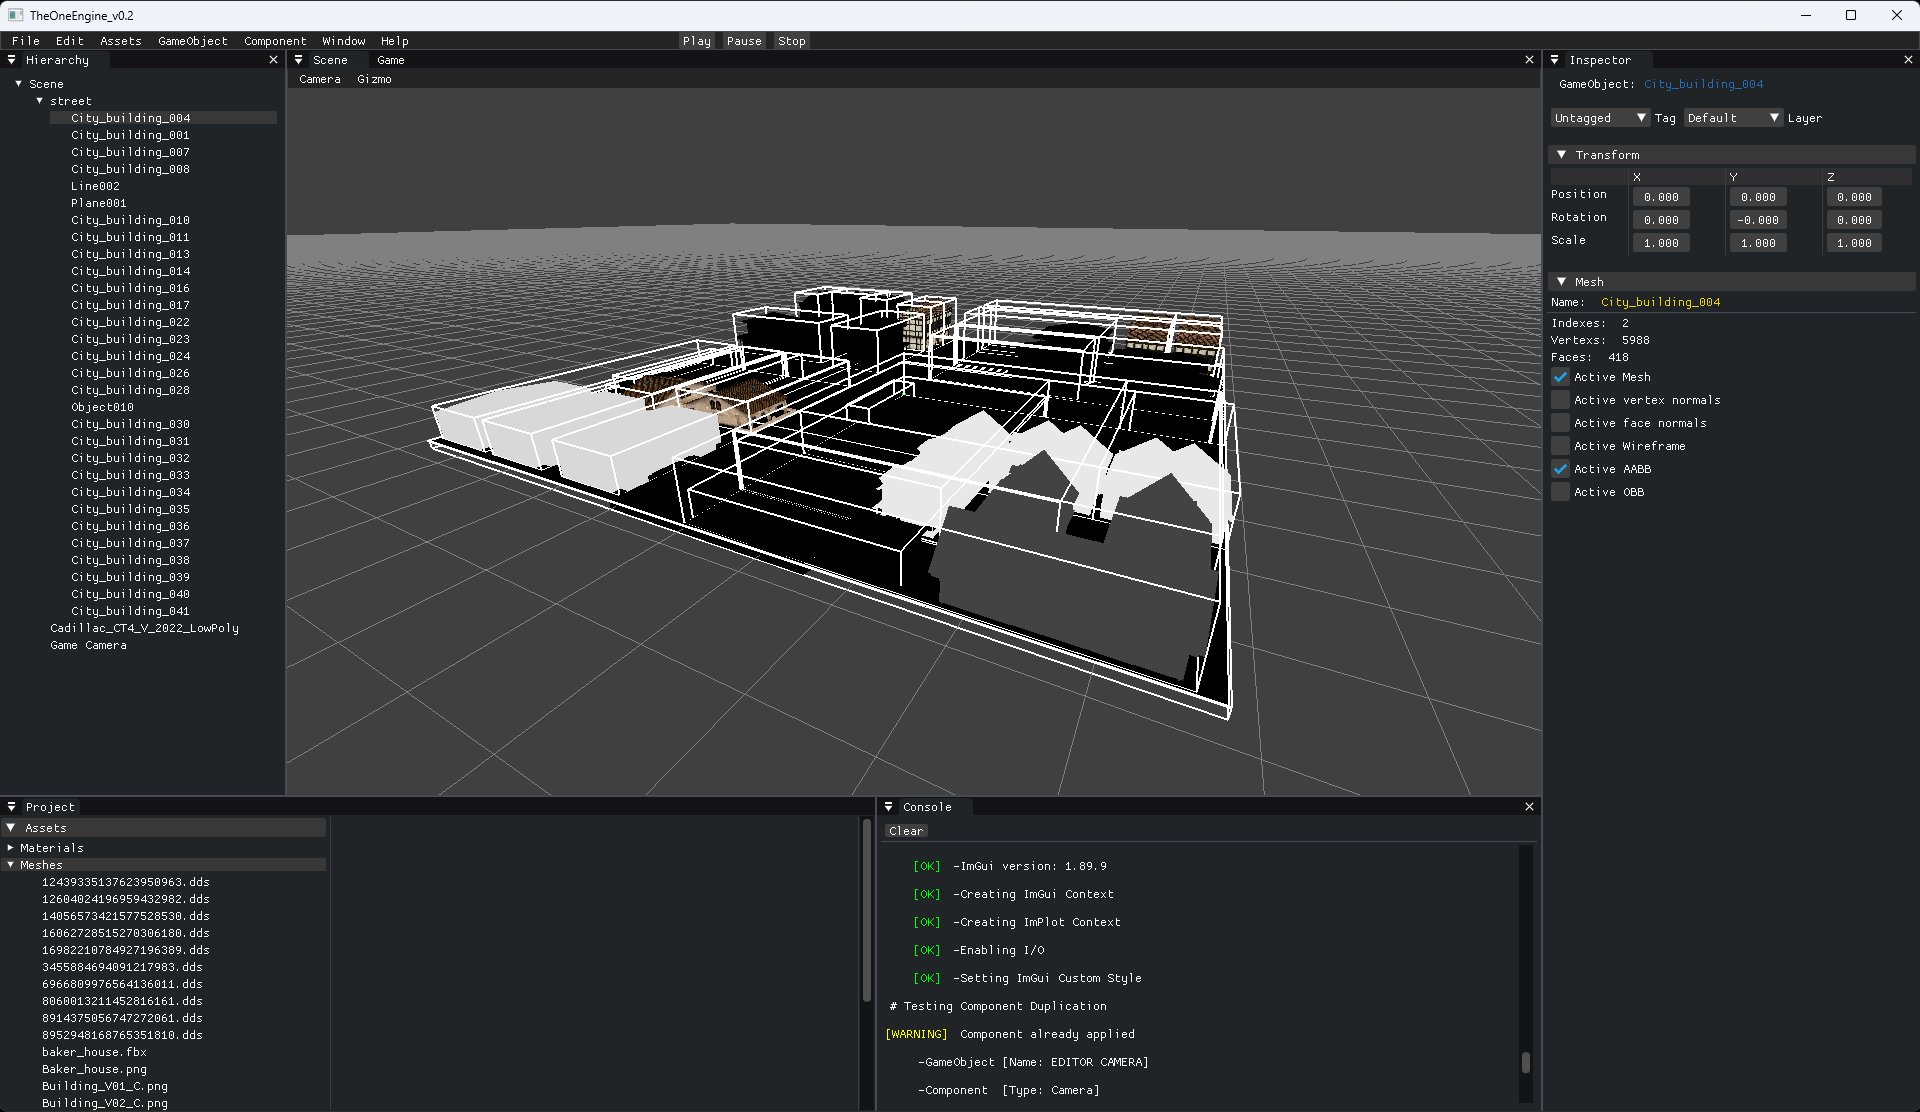 TheOneEngine_v0.2
File Edit Assets GameObject Component Window Help Play Pause Stop
Hierarchy
Scene
street
City_building_004
City_building_001
City_building_007
City_building_008
Line002
Plane001
City_building_010
City_building_011
City_building_013
City_building_014
City_building_016
City_building_017
City_building_022
City_building_023
City_building_024
City_building_026
City_building_028
Object010
City_building_030
City_building_031
City_building_032
City_building_033
City_building_034
City_building_035
City_building_036
City_building_037
City_building_038
City_building_039
City_building_040
City_building_041
Cadillac_CT4_V_2022_LowPoly
Game Camera
Scene Game
Camera Gizmo
Inspector
GameObject: City_building_004
Untagged Tag Default Layer
Transform
X Y Z
Position 0.000 0.000 0.000
Rotation 0.000 -0.000 0.000
Scale 1.000 1.000 1.000
Mesh
Name: City_building_004
Indexes: 2
Vertexs: 5988
Faces: 418
Active Mesh
Active vertex normals
Active face normals
Active Wireframe
Active AABB
Active OBB
Project
Assets
Materials
Meshes
12439335137623950963.dds
12604024196959432982.dds
14056573421577528530.dds
16062728515270306180.dds
16982210784927196389.dds
3455884694091217983.dds
6966809976564136011.dds
8060013211452816161.dds
8914375056747272061.dds
8952948168765351810.dds
baker_house.fbx
Baker_house.png
Building_V01_C.png
Building_V02_C.png
Console
Clear
[OK] -ImGui version: 1.89.9
[OK] -Creating ImGui Context
[OK] -Creating ImPlot Context
[OK] -Enabling I/O
[OK] -Setting ImGui Custom Style
# Testing Component Duplication
[WARNING] Component already applied
-GameObject [Name: EDITOR CAMERA]
-Component [Type: Camera]